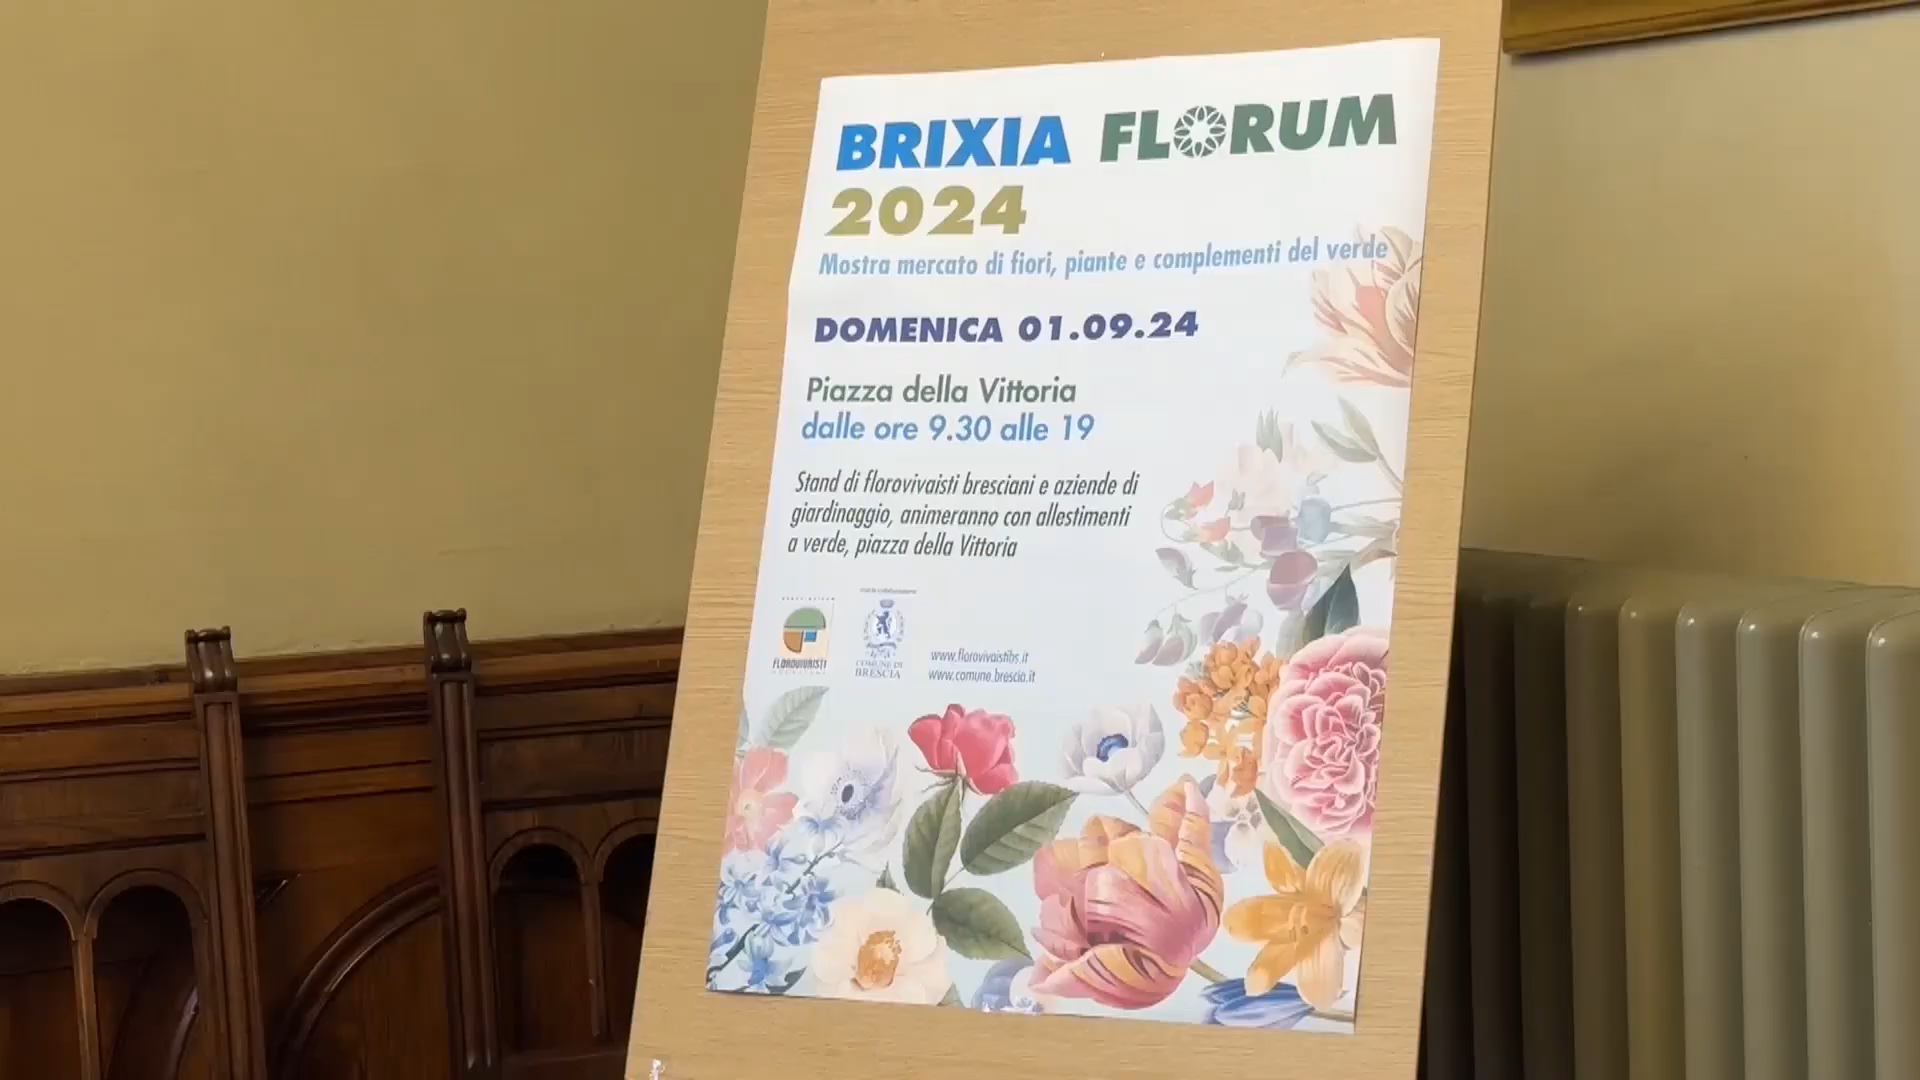 BRIXIA FLORUM
2024
Mostra mercato di fiori, piante e complementi del verde
DOMENICA 01.09.24
Piazza della Vittoria
dalle ore 9.30 alle 19
Stand di florovivaisti bresciani e aziende di
giardinaggio, animeranno con allestimenti
a verde, piazza della Vittoria
FLOROVIVAISTI
COMUNE DI
BRESCIA
www.florovivaistibs.it
www.comune.brescia.it